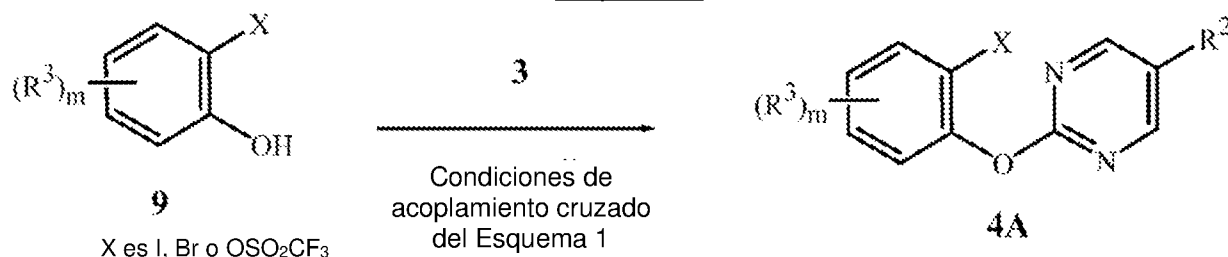 X
(R³)ₘ
OH
9
X es I, Br o OSO₂CF₃
3
Condiciones de
acoplamiento cruzado
del Esquema 1
X
R²
N
(R³)ₘ
O
N
4A